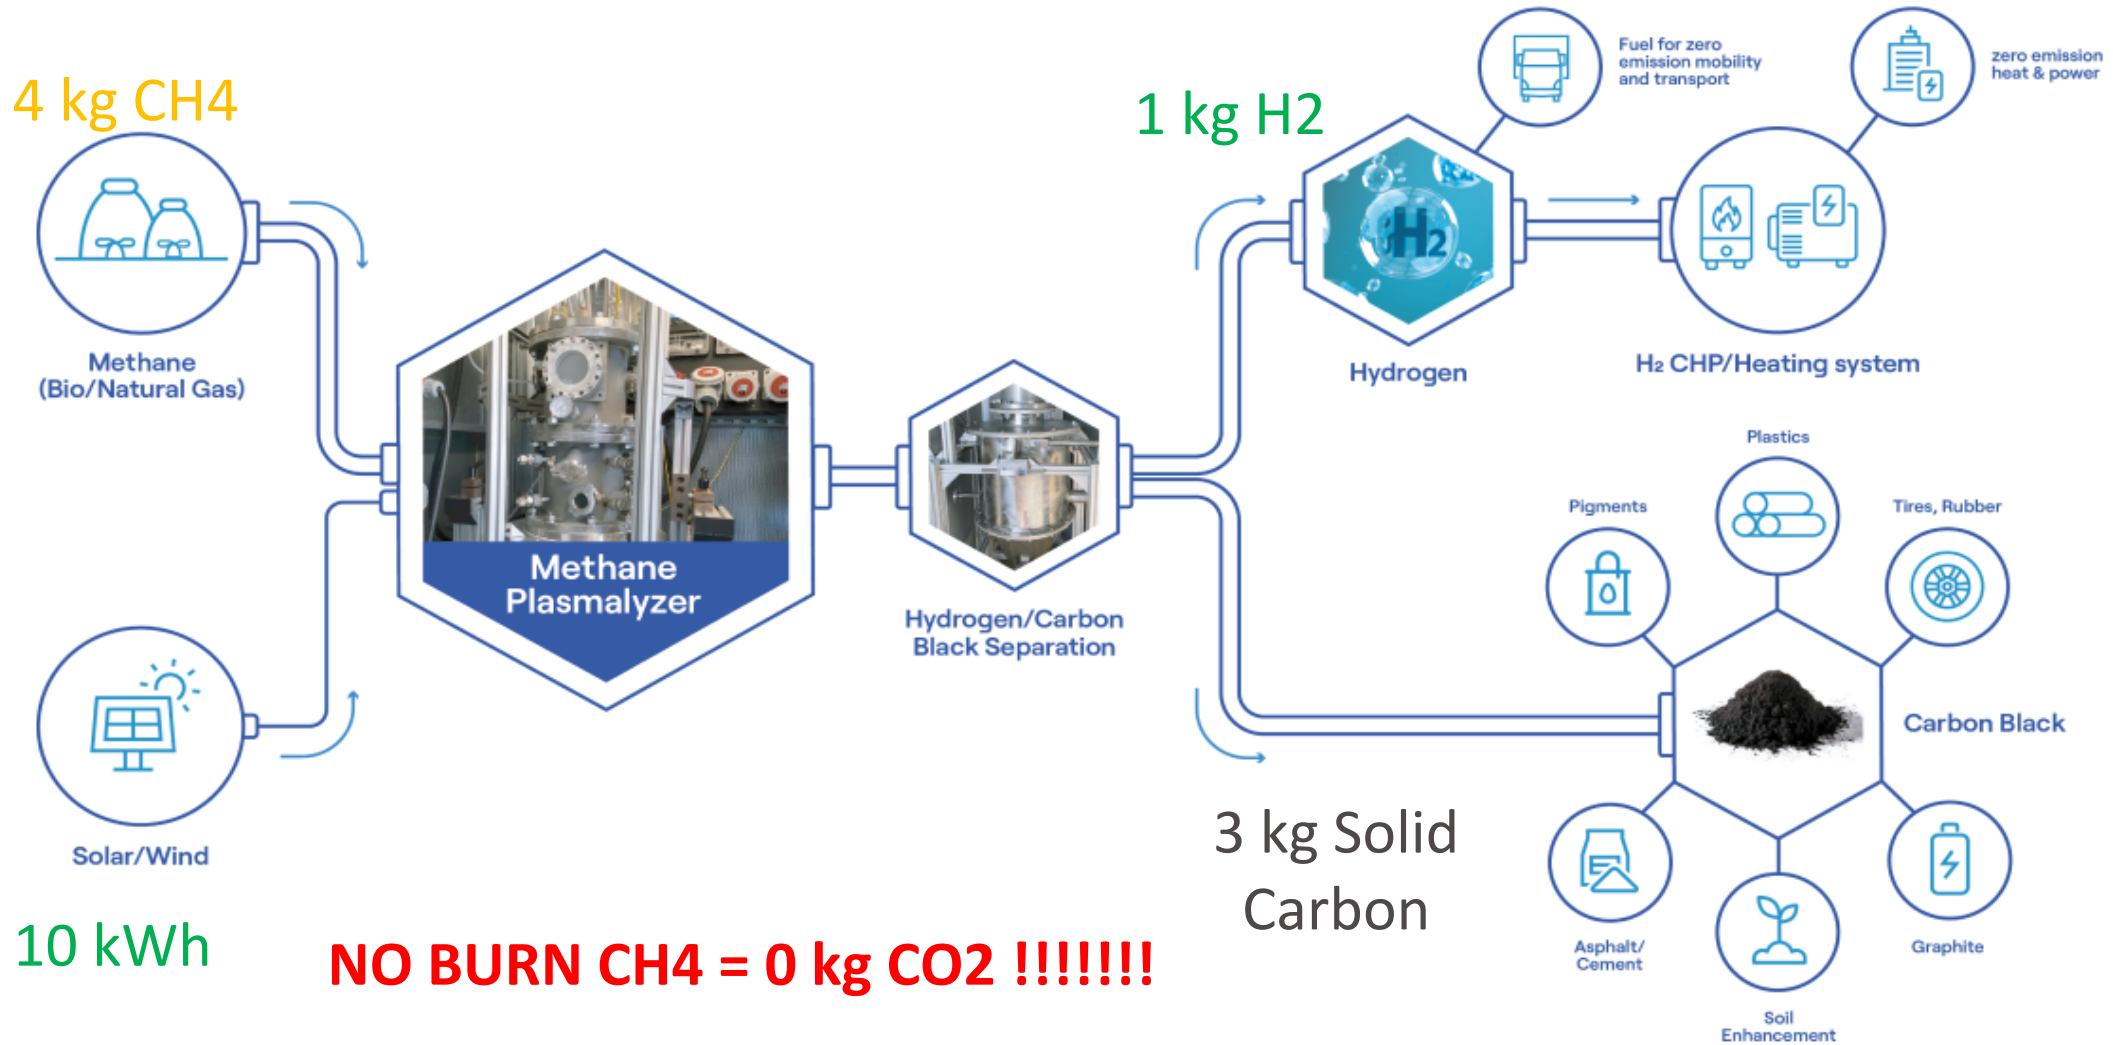 4 kg CH4
Methane
(Bio/Natural Gas)
Solar/Wind
10 kWh
Methane
Plasmalyzer
Hydrogen/Carbon
Black Separation
NO BURN CH4 = 0 kg CO2 !!!!!!!
1 kg H2
H2
Hydrogen
Fuel for zero
emission mobility
and transport
zero emission
heat & power
H2 CHP/Heating system
3 kg Solid
Carbon
Plastics
Pigments
Tires, Rubber
Carbon Black
Asphalt/
Cement
Graphite
Soil
Enhancement